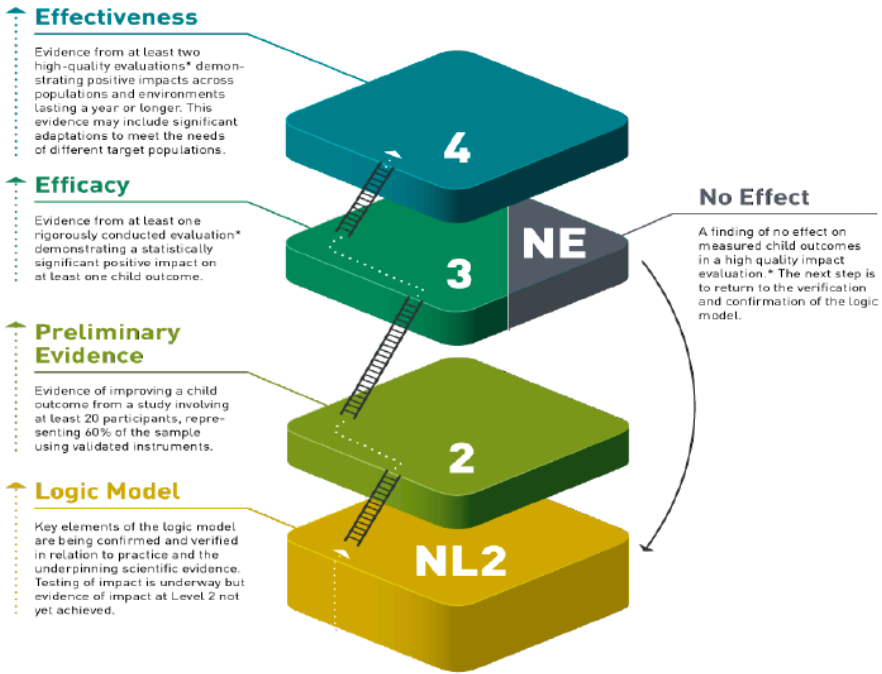 Effectiveness
Evidence from at least two
high-quality evaluations* demon-
strating positive impacts across
populations and environments
lasting a year or longer. This
evidence may include significant
adaptations to meet the needs
of different target populations.
4
Efficacy
Evidence from at least one
rigorously conducted evaluation*
demonstrating a statistically
significant positive impact on
at least one child outcome.
3
NE
No Effect
A finding of no effect on
measured child outcomes
in a high quality impact
evaluation.* The next step is
to return to the verification
and confirmation of the logic
model.
Preliminary
Evidence
Evidence of improving a child
outcome from a study involving
at least 20 participants, repre-
senting 60% of the sample
using validated instruments.
2
Logic Model
Key elements of the logic model
are being confirmed and verified
in relation to practice and the
underpinning scientific evidence.
Testing of impact is underway but
evidence of impact at Level 2 not
yet achieved.
NL2